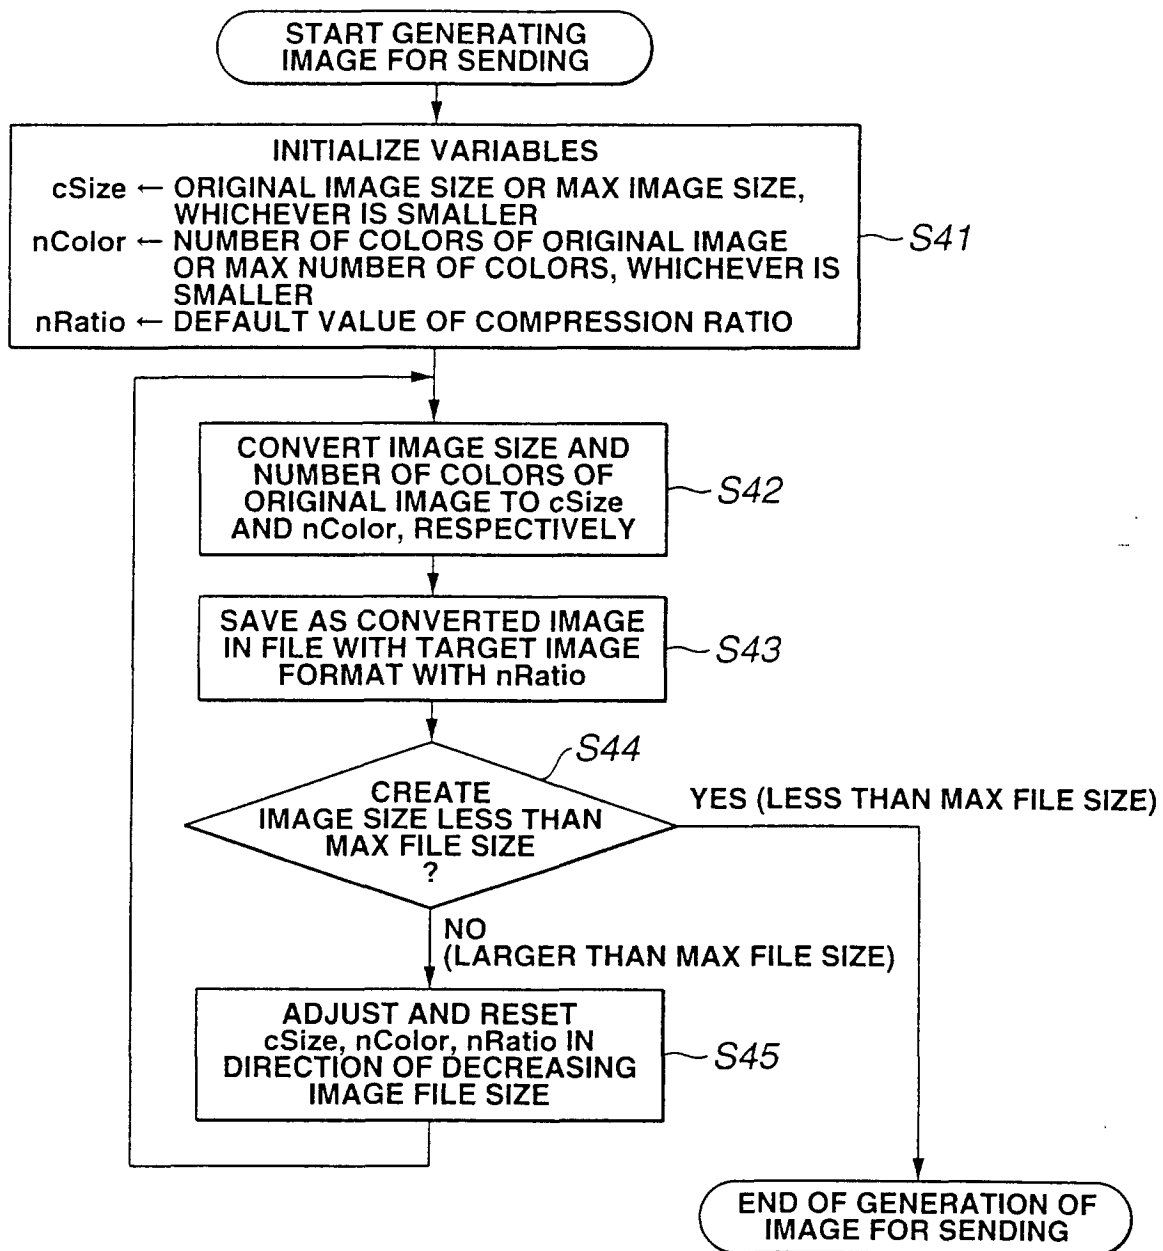 START GENERATING
IMAGE FOR SENDING
INITIALIZE VARIABLES
cSize ← ORIGINAL IMAGE SIZE OR MAX IMAGE SIZE,
WHICHEVER IS SMALLER
nColor ← NUMBER OF COLORS OF ORIGINAL IMAGE
OR MAX NUMBER OF COLORS, WHICHEVER IS
SMALLER
nRatio ← DEFAULT VALUE OF COMPRESSION RATIO
S41
CONVERT IMAGE SIZE AND
NUMBER OF COLORS OF
ORIGINAL IMAGE TO cSize
AND nColor, RESPECTIVELY
S42
SAVE AS CONVERTED IMAGE
IN FILE WITH TARGET IMAGE
FORMAT WITH nRatio
S43
S44
CREATE
IMAGE SIZE LESS THAN
MAX FILE SIZE
?
YES (LESS THAN MAX FILE SIZE)
NO
(LARGER THAN MAX FILE SIZE)
ADJUST AND RESET
cSize, nColor, nRatio IN
DIRECTION OF DECREASING
IMAGE FILE SIZE
S45
END OF GENERATION OF
IMAGE FOR SENDING